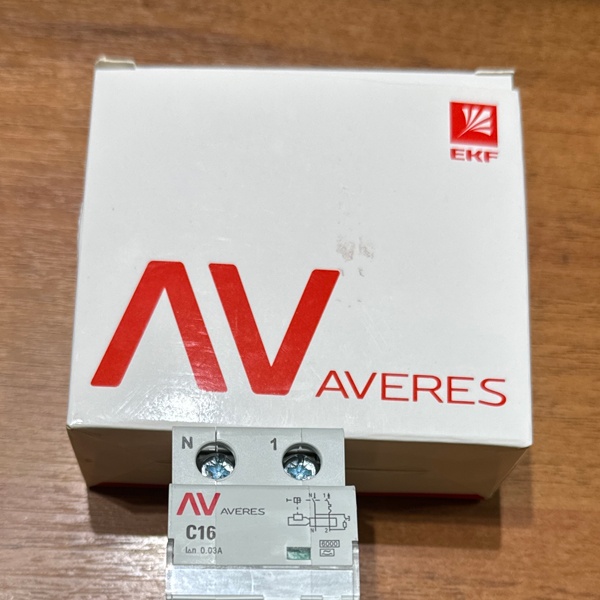 EKF
AV
AVERES
N 1
AV AVERES
C16
IΔn 0.03A
6000